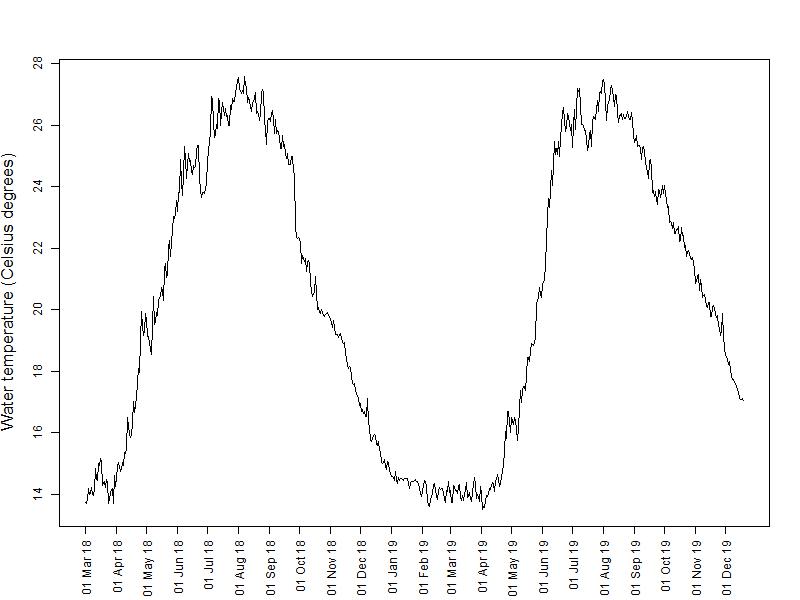 Water temperature (Celsius degrees)
28
26
24
22
20
18
16
14
01 Mar 18
01 Apr 18
01 May 18
01 Jun 18
01 Jul 18
01 Aug 18
01 Sep 18
01 Oct 18
01 Nov 18
01 Dec 18
01 Jan 19
01 Feb 19
01 Mar 19
01 Apr 19
01 May 19
01 Jun 19
01 Jul 19
01 Aug 19
01 Sep 19
01 Oct 19
01 Nov 19
01 Dec 19